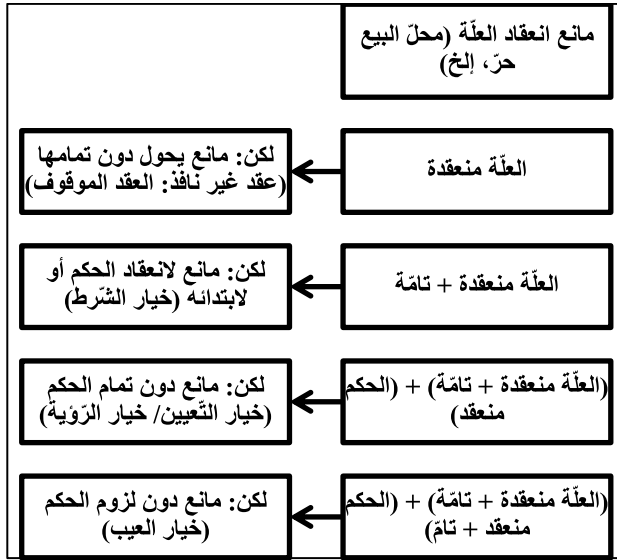 مانع انعقاد العلّة (محلّ البيع
حرّ، إلخ)
العلّة منعقدة
لكن: مانع يحول دون تمامها
(عقد غير نافذ: العقد الموقوف)
العلّة منعقدة + تامّة
لكن: مانع لانعقاد الحكم أو
لابتدائه (خيار الشّرط)
(العلّة منعقدة + تامّة) + (الحكم
منعقد)
لكن: مانع دون تمام الحكم
(خيار التّعيين/ خيار الرّؤية)
(العلّة منعقدة + تامّة) + (الحكم
منعقد + تامّ)
لكن: مانع دون لزوم الحكم
(خيار العيب)